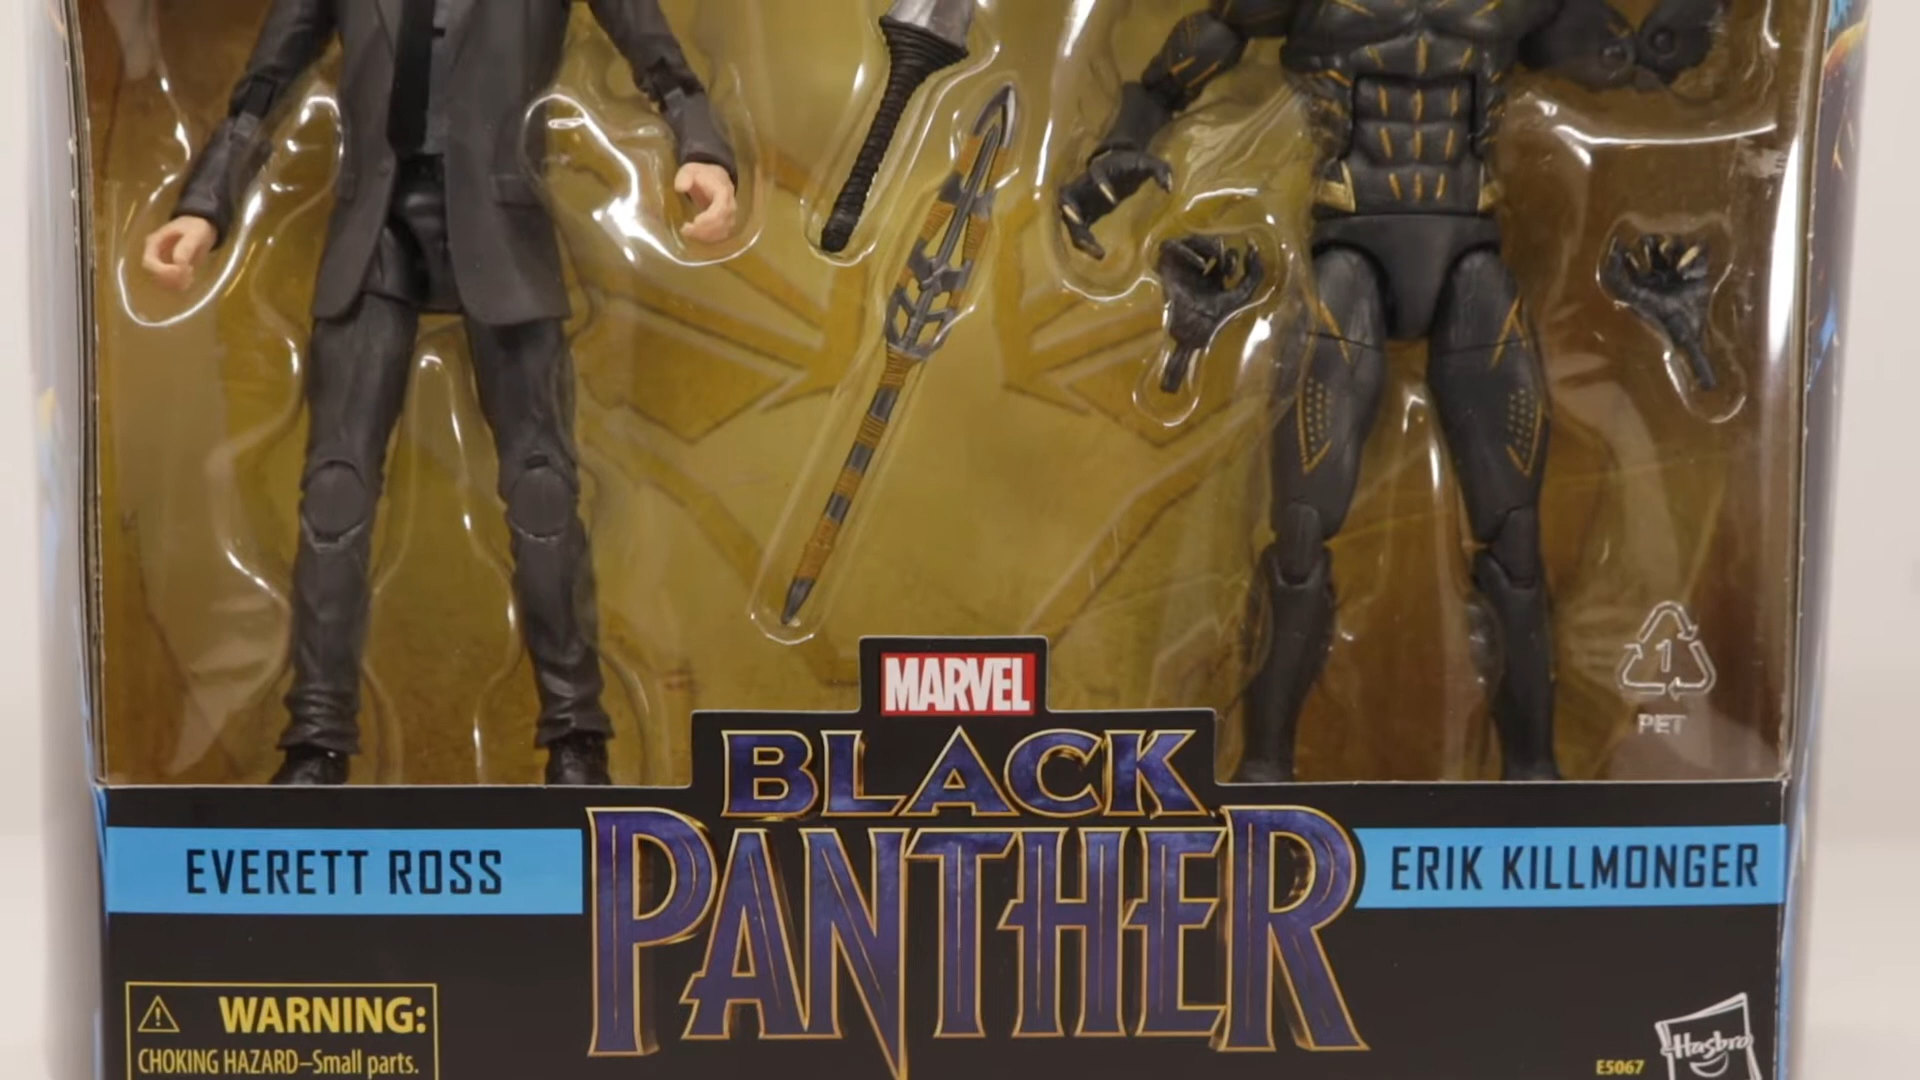 1
PET
MARVEL
BLACK
PANTHER
EVERETT ROSS
ERIK KILLMONGER
WARNING:
CHOKING HAZARD–Small parts.
E5067
Hasbro